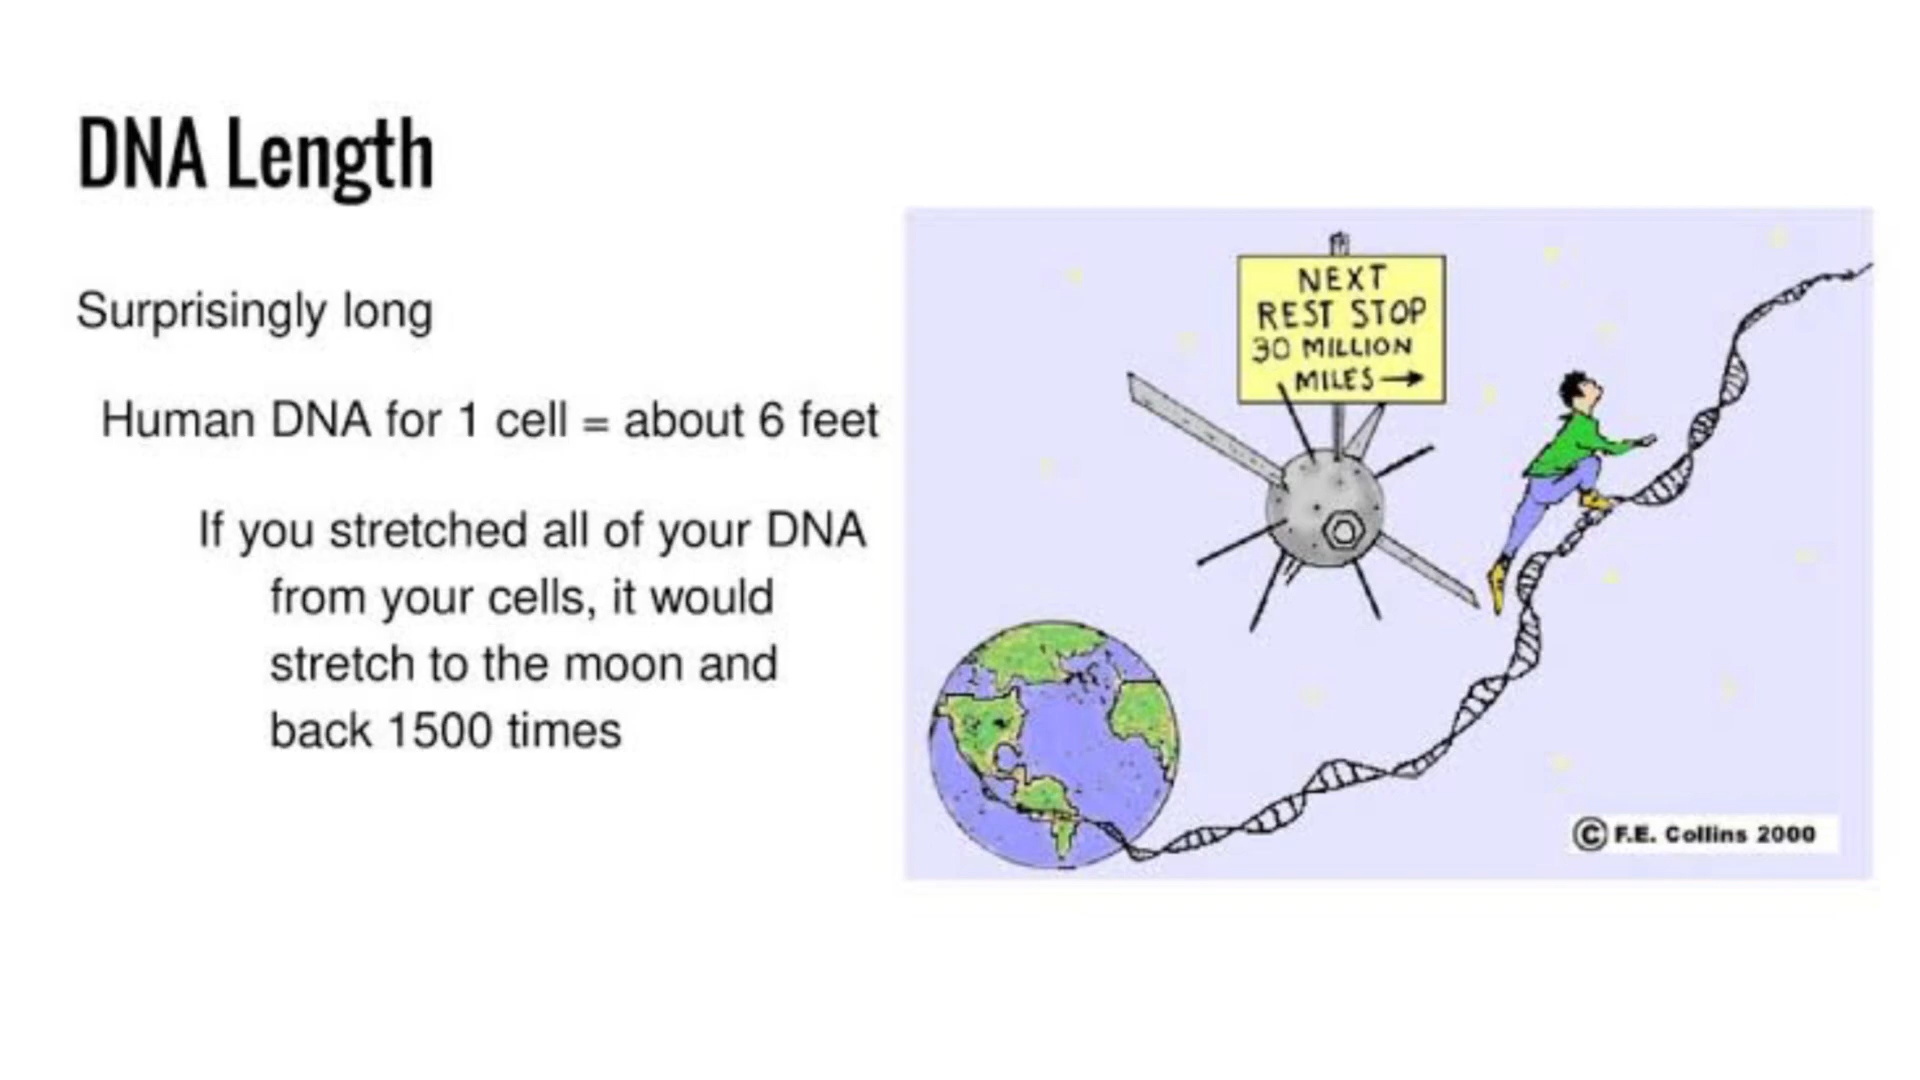 DNA Length
Surprisingly long
Human DNA for 1 cell = about 6 feet
If you stretched all of your DNA
from your cells, it would
stretch to the moon and
back 1500 times
NEXT
REST STOP
30 MILLION
MILES →
© F.E. Collins 2000